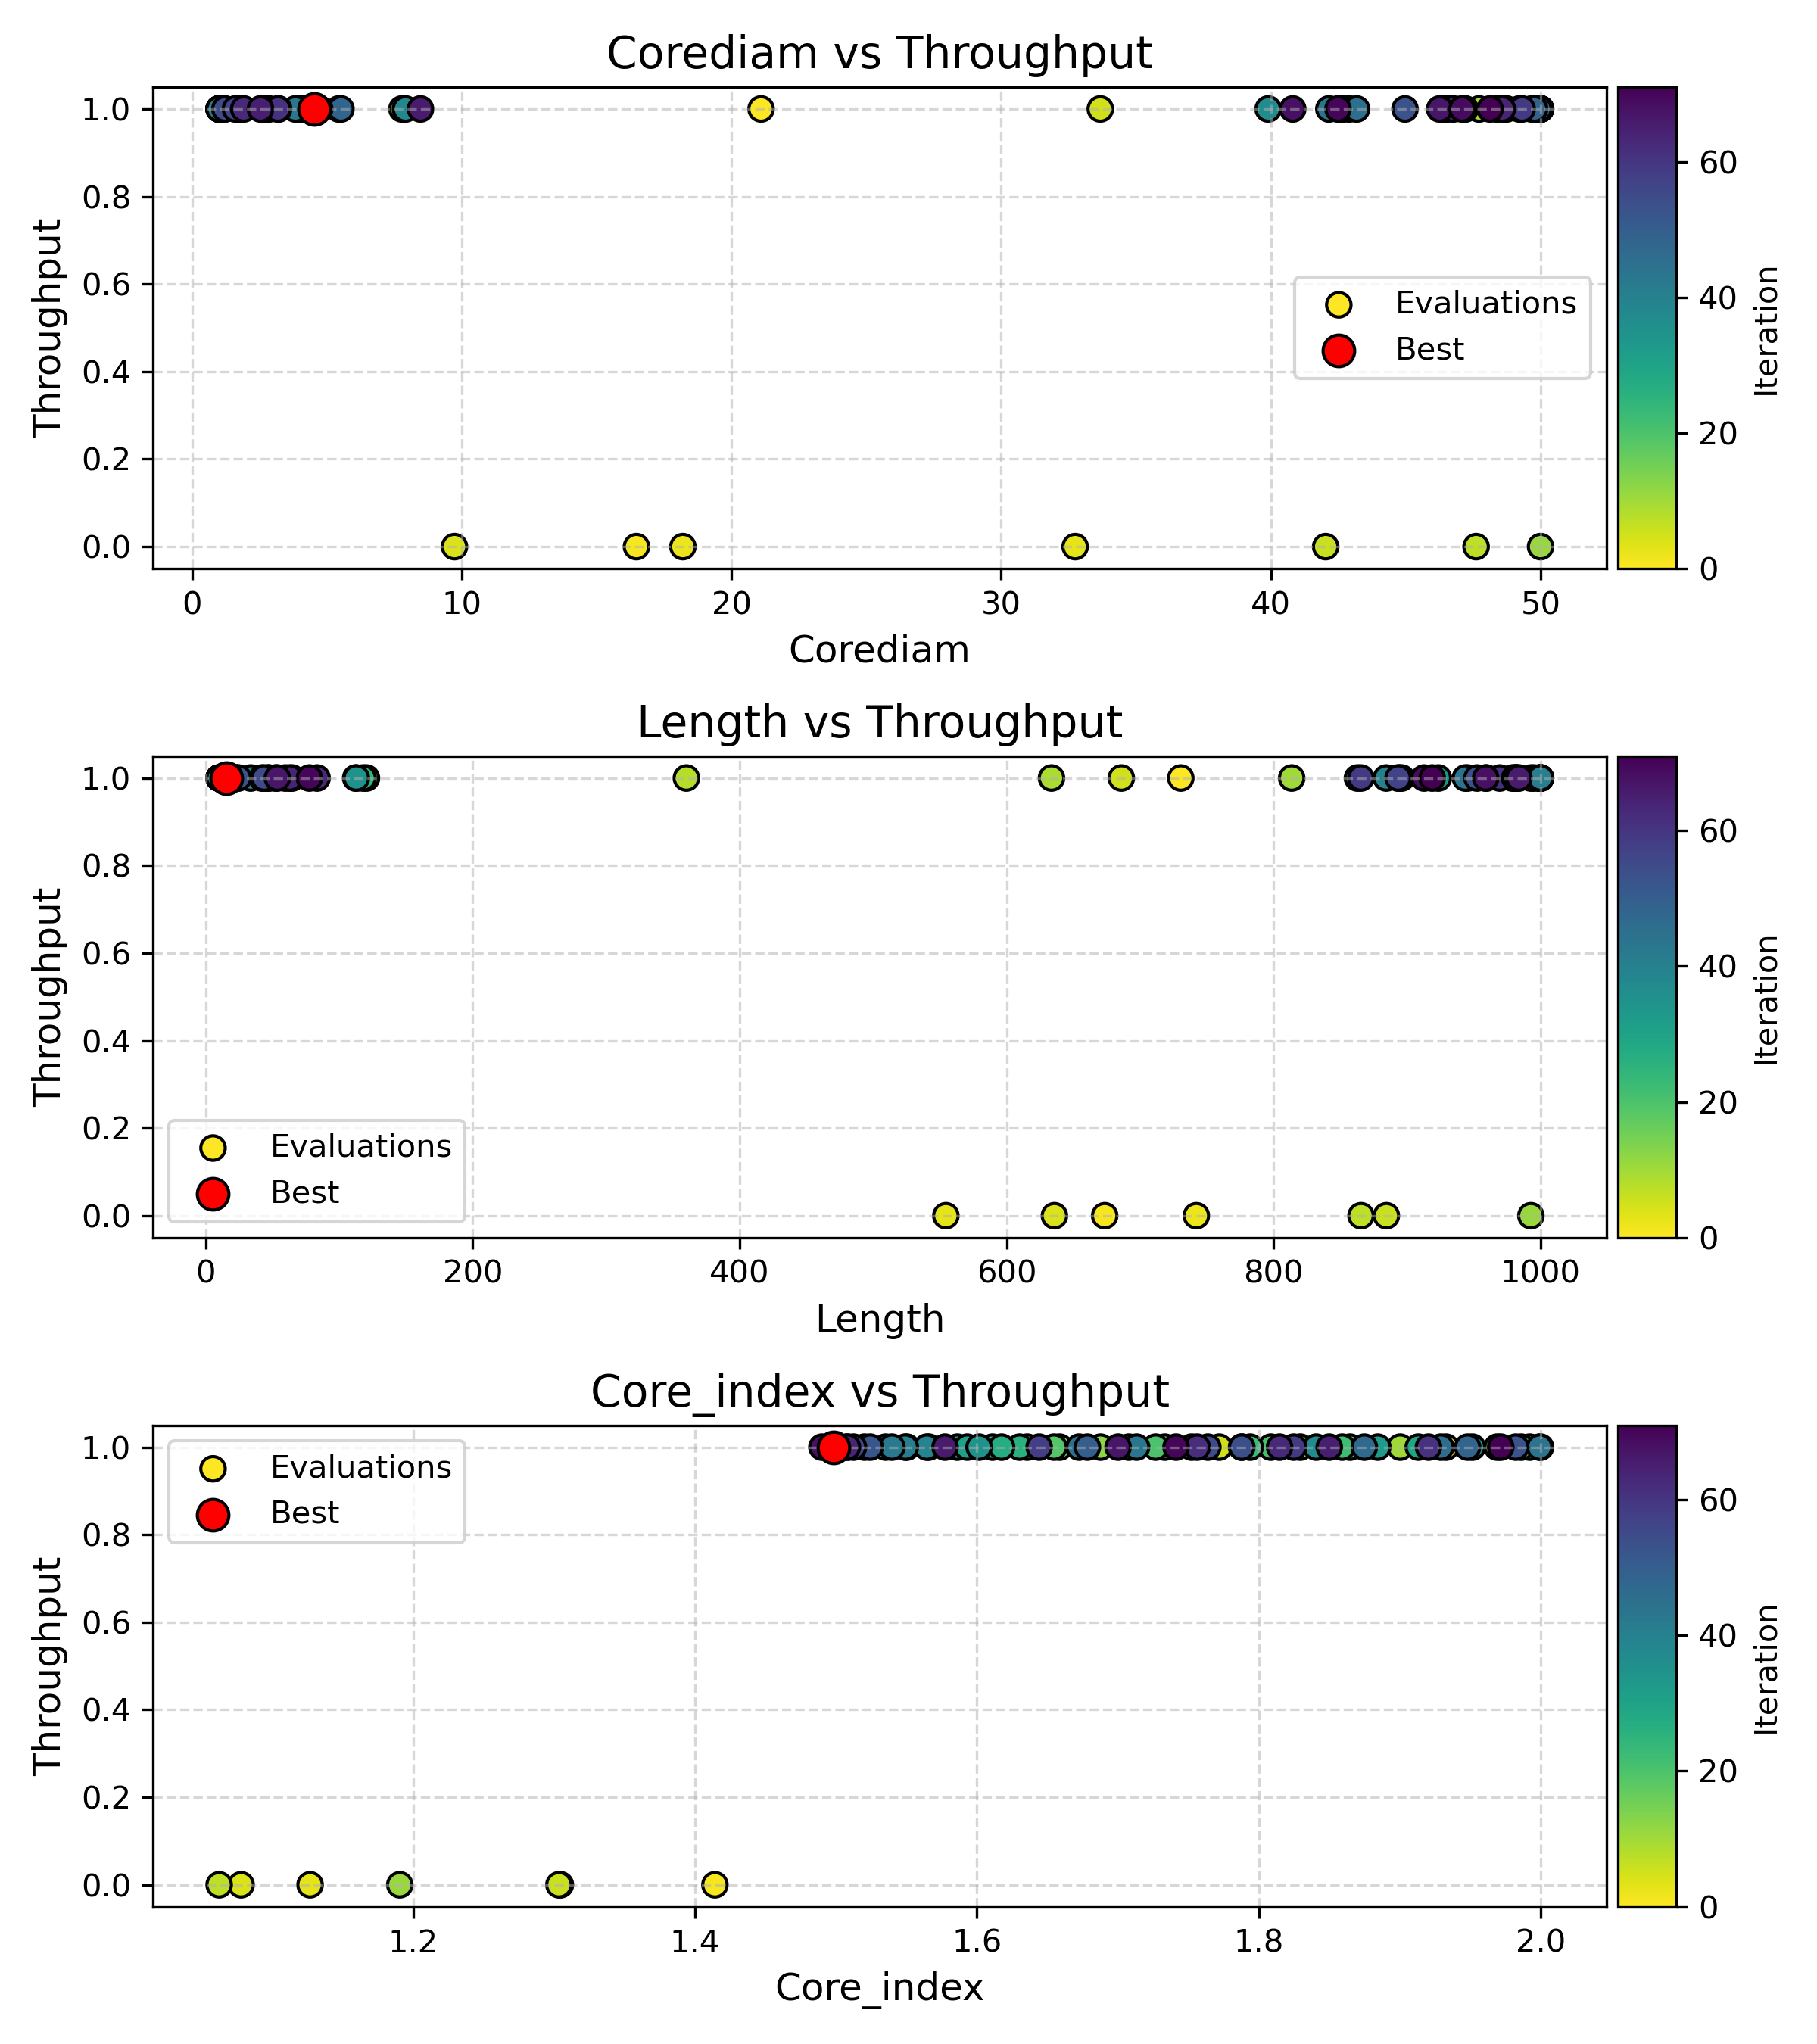 Corediam vs Throughput
1.0
0.8
0.6
0.4
0.2
0.0
Throughput
Evaluations
Best
0 10 20 30 40 50
Corediam
60
40
20
0
Iteration
Length vs Throughput
1.0
0.8
0.6
0.4
0.2
0.0
Throughput
Evaluations
Best
0 200 400 600 800 1000
Length
60
40
20
0
Iteration
Core_index vs Throughput
1.0
0.8
0.6
0.4
0.2
0.0
Throughput
Evaluations
Best
1.2 1.4 1.6 1.8 2.0
Core_index
60
40
20
0
Iteration